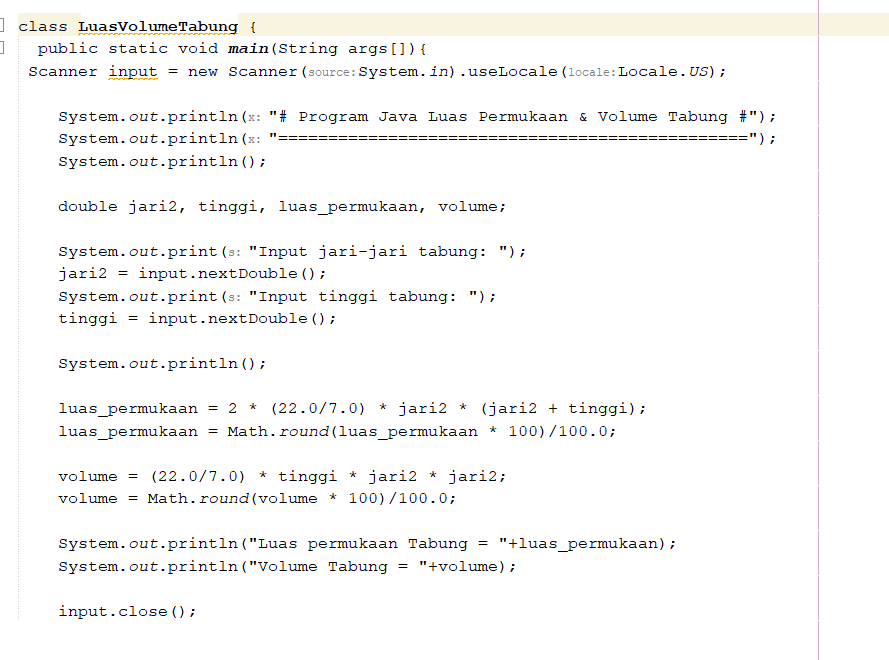 class LuasVolumeTabung {
public static void main(String args[]){
Scanner input = new Scanner(source:System.in).useLocale(locale:Locale.US);
System.out.println(x: "# Program Java Luas Permukaan & Volume Tabung #");
System.out.println(x: "===============================================");
System.out.println();
double jari2, tinggi, luas_permukaan, volume;
System.out.print(s: "Input jari-jari tabung: ");
jari2 = input.nextDouble();
System.out.print(s: "Input tinggi tabung: ");
tinggi = input.nextDouble();
System.out.println();
luas_permukaan = 2 * (22.0/7.0) * jari2 * (jari2 + tinggi);
luas_permukaan = Math.round(luas_permukaan * 100)/100.0;
volume = (22.0/7.0) * tinggi * jari2 * jari2;
volume = Math.round(volume * 100)/100.0;
System.out.println("Luas permukaan Tabung = "+luas_permukaan);
System.out.println("Volume Tabung = "+volume);
input.close();